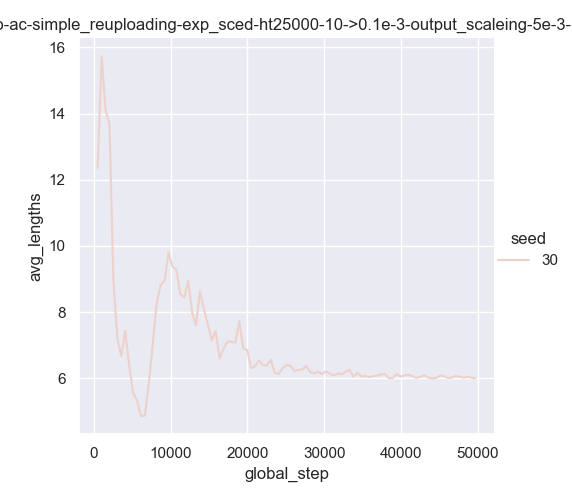 o-ac-simple_reuploading-exp_sced-ht25000-10->0.1e-3-output_scaleing-5e-3-
16
14
12
10
8
6
avg_lengths
0 10000 20000 30000 40000 50000
global_step
seed
30